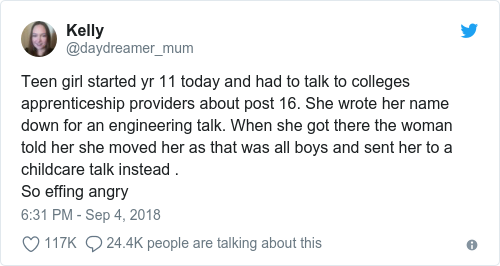 Kelly
@daydreamer_mum
Teen girl started yr 11 today and had to talk to colleges
apprenticeship providers about post 16. She wrote her name
down for an engineering talk. When she got there the woman
told her she moved her as that was all boys and sent her to a
childcare talk instead .
So effing angry
6:31 PM - Sep 4, 2018
117K 24.4K people are talking about this